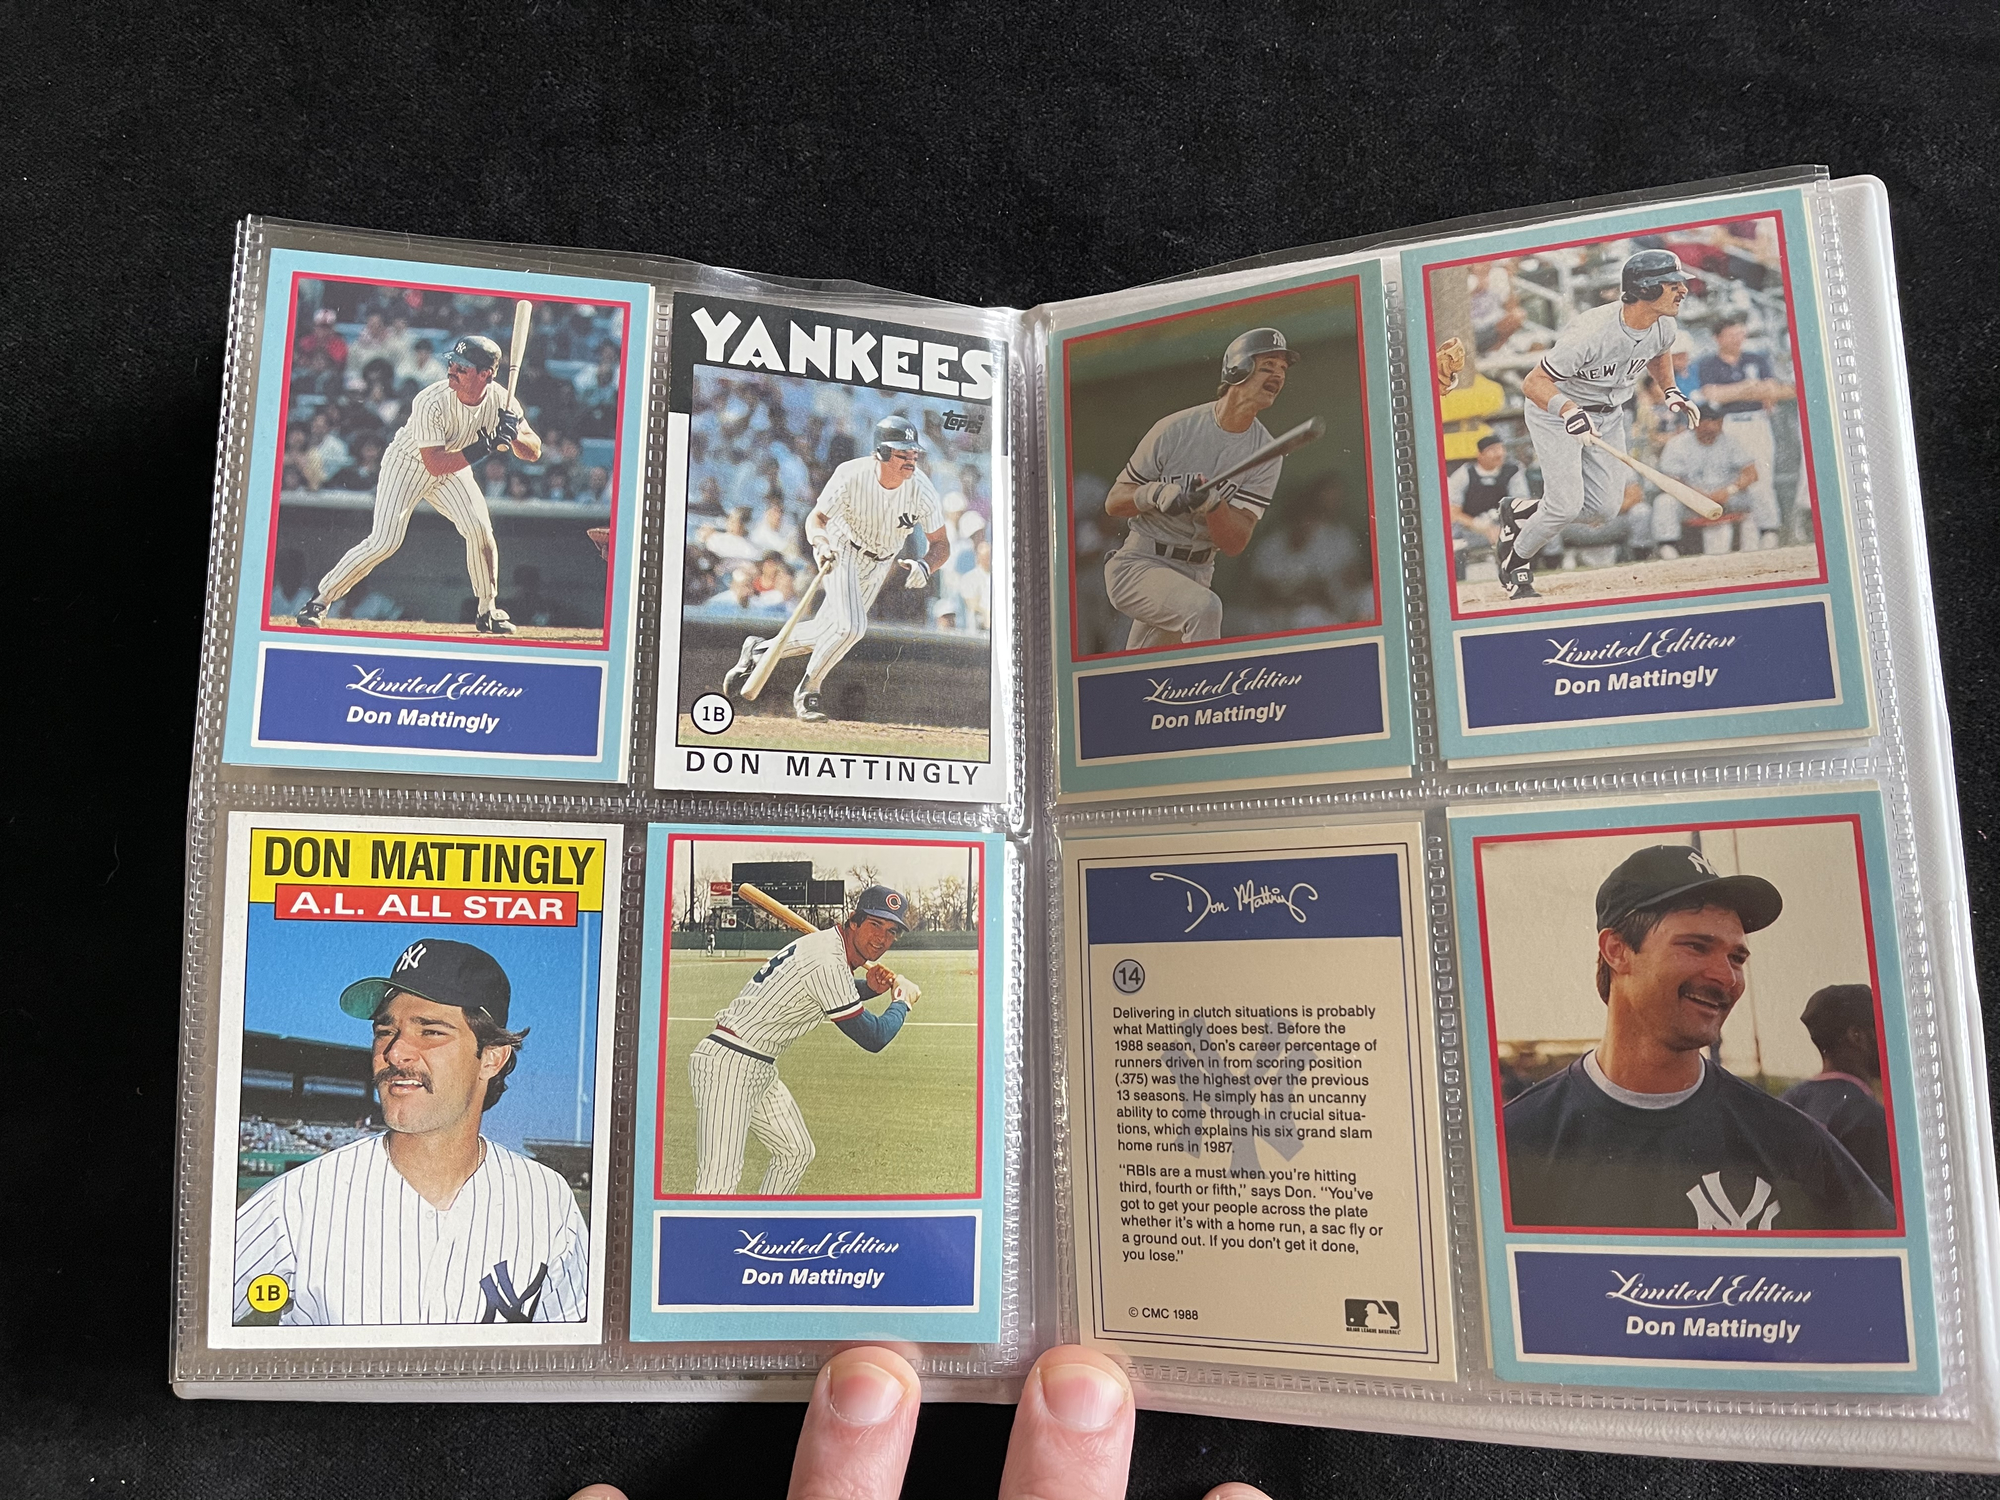 Limited Edition
Don Mattingly
YANKEES
Topps
1B
DON MATTINGLY
Limited Edition
Don Mattingly
NEW YO
Limited Edition
Don Mattingly
DON MATTINGLY
A.L. ALL STAR
1B
Limited Edition
Don Mattingly
Don Mattingly
14
Delivering in clutch situations is probably
what Mattingly does best. Before the
1988 season, Don's career percentage of
runners driven in from scoring position
(.375) was the highest over the previous
13 seasons. He simply has an uncanny
ability to come through in crucial situa-
tions, which explains his six grand slam
home runs in 1987.
"RBIs are a must when you're hitting
third, fourth or fifth," says Don. "You've
got to get your people across the plate
whether it's with a home run, a sac fly or
a ground out. If you don't get it done,
you lose."
© CMC 1988
MAJOR LEAGUE BASEBALL
Limited Edition
Don Mattingly